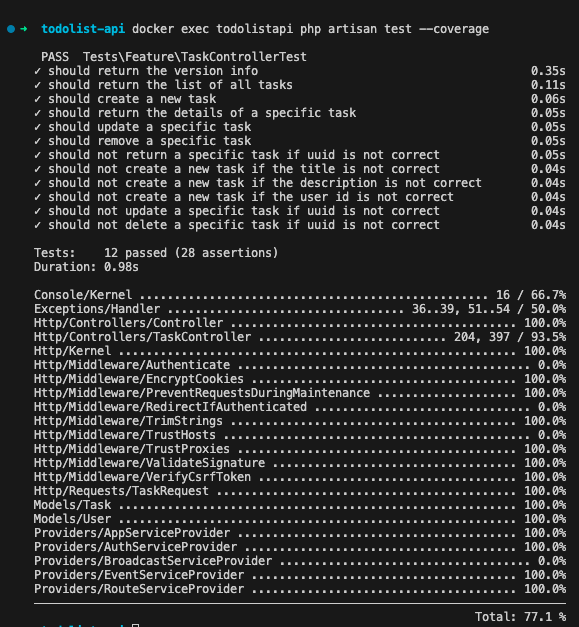 todolist-api docker exec todolistapi php artisan test --coverage
PASS Tests\Feature\TaskControllerTest
✓ should return the version info 0.35s
✓ should return the list of all tasks 0.11s
✓ should create a new task 0.06s
✓ should return the details of a specific task 0.05s
✓ should update a specific task 0.05s
✓ should remove a specific task 0.05s
✓ should not return a specific task if uuid is not correct 0.05s
✓ should not create a new task if the title is not correct 0.04s
✓ should not create a new task if the description is not correct 0.04s
✓ should not create a new task if the user id is not correct 0.04s
✓ should not update a specific task if uuid is not correct 0.04s
✓ should not delete a specific task if uuid is not correct 0.04s
Tests: 12 passed (28 assertions)
Duration: 0.98s
Console/Kernel .................................................. 16 / 66.7%
Exceptions/Handler .................................. 36..39, 51..54 / 50.0%
Http/Controllers/Controller ......................................... 100.0%
Http/Controllers/TaskController ........................... 204, 397 / 93.5%
Http/Kernel ......................................................... 100.0%
Http/Middleware/Authenticate .......................................... 0.0%
Http/Middleware/EncryptCookies ...................................... 100.0%
Http/Middleware/PreventRequestsDuringMaintenance .................... 100.0%
Http/Middleware/RedirectIfAuthenticated ............................... 0.0%
Http/Middleware/TrimStrings ......................................... 100.0%
Http/Middleware/TrustHosts ............................................ 0.0%
Http/Middleware/TrustProxies ........................................ 100.0%
Http/Middleware/ValidateSignature ................................... 100.0%
Http/Middleware/VerifyCsrfToken ..................................... 100.0%
Http/Requests/TaskRequest ........................................... 100.0%
Models/Task ......................................................... 100.0%
Models/User ......................................................... 100.0%
Providers/AppServiceProvider ........................................ 100.0%
Providers/AuthServiceProvider ....................................... 100.0%
Providers/BroadcastServiceProvider .................................... 0.0%
Providers/EventServiceProvider ...................................... 100.0%
Providers/RouteServiceProvider ...................................... 100.0%
Total: 77.1 %